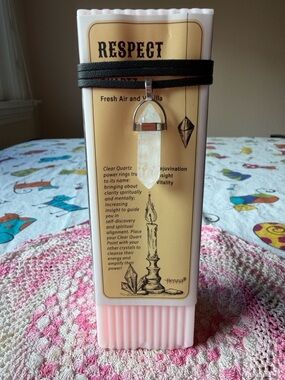 RESPECT
Fresh Air and Vanilla
Clear Quartz
power rings
to its name:
bringing about
clarity spiritually
and mentally;
Increasing
insight to guide
you in
self-discovery
and spiritual
alignment. Place
your Clear Quartz
Point with your
other crystals to
cleanse their
energy and
amplify their
power!
Rejuvenation
Insight
Vitality